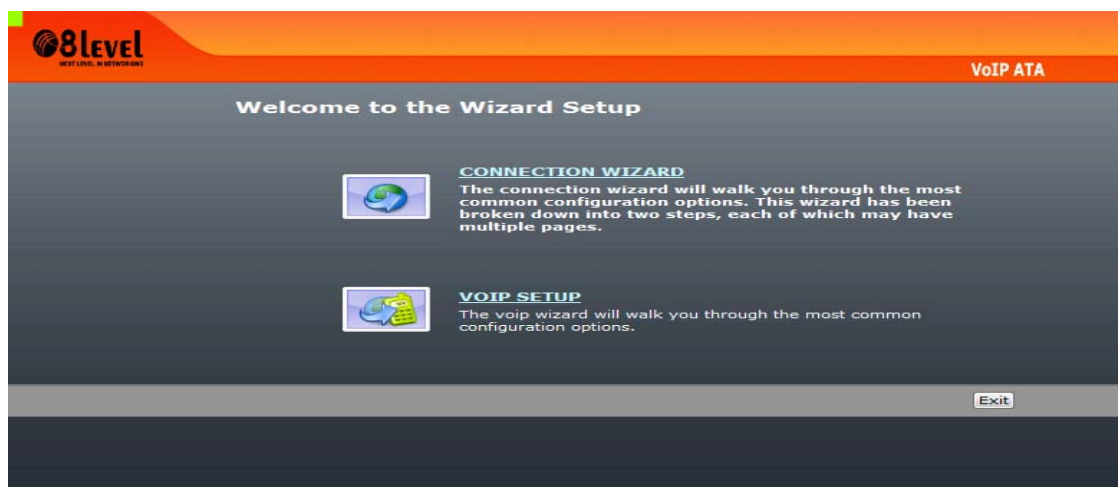 8level
NEXT LEVEL IN NETWORKING
VoIP ATA
Welcome to the Wizard Setup
CONNECTION WIZARD
The connection wizard will walk you through the most
common configuration options. This wizard has been
broken down into two steps, each of which may have
multiple pages.
VOIP SETUP
The voip wizard will walk you through the most common
configuration options.
Exit